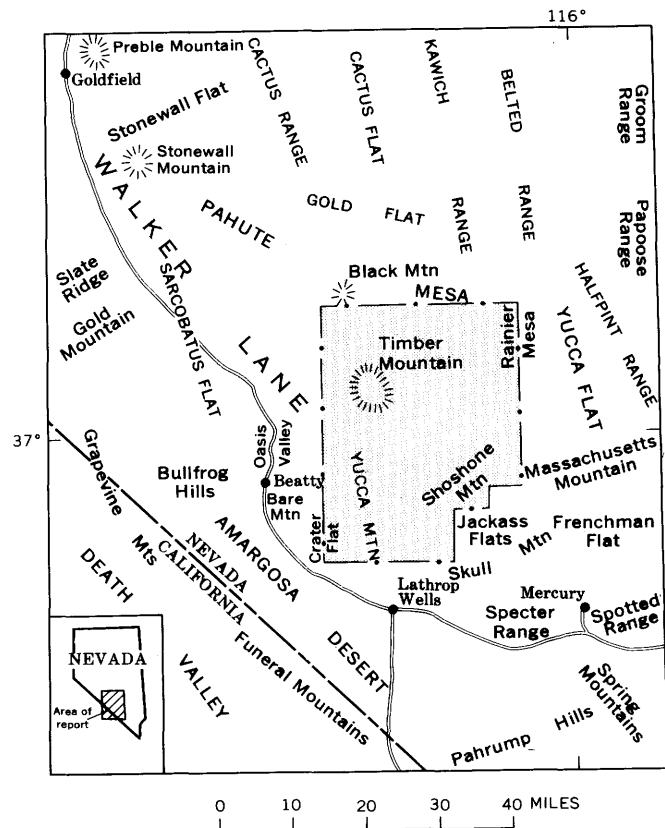 116°
Preble Mountain
Goldfield
CACTUS RANGE
CACTUS FLAT
KAWICH
RANGE
BELTED
RANGE
Groom
Range
Stonewall Flat
Stonewall
Mountain
WALKER
LANE
PAHUTE
MESA
GOLD FLAT
Papoose
Range
Slate
Ridge
Gold
Mountain
SARCOBATUS FLAT
Black Mtn
HALFPINT
RANGE
YUCCA FLAT
Timber
Mountain
Rainier
Mesa
37°
Grapevine
Mts
Bullfrog
Hills
Oasis
Valley
Beatty
Bare
Mtn
YUCCA MTN
Crater
Flat
Shoshone
Mtn
Massachusetts
Mountain
Jackass
Flats
Frenchman
Flat
Skull
Mtn
NEVADA
CALIFORNIA
AMARGOSA
DESERT
DEATH
VALLEY
Funeral Mountains
Lathrop
Wells
Mercury
Specter
Range
Spotted
Range
Spring
Mountains
Pahrump Hills
NEVADA
Area of
report
0 10 20 30 40 MILES